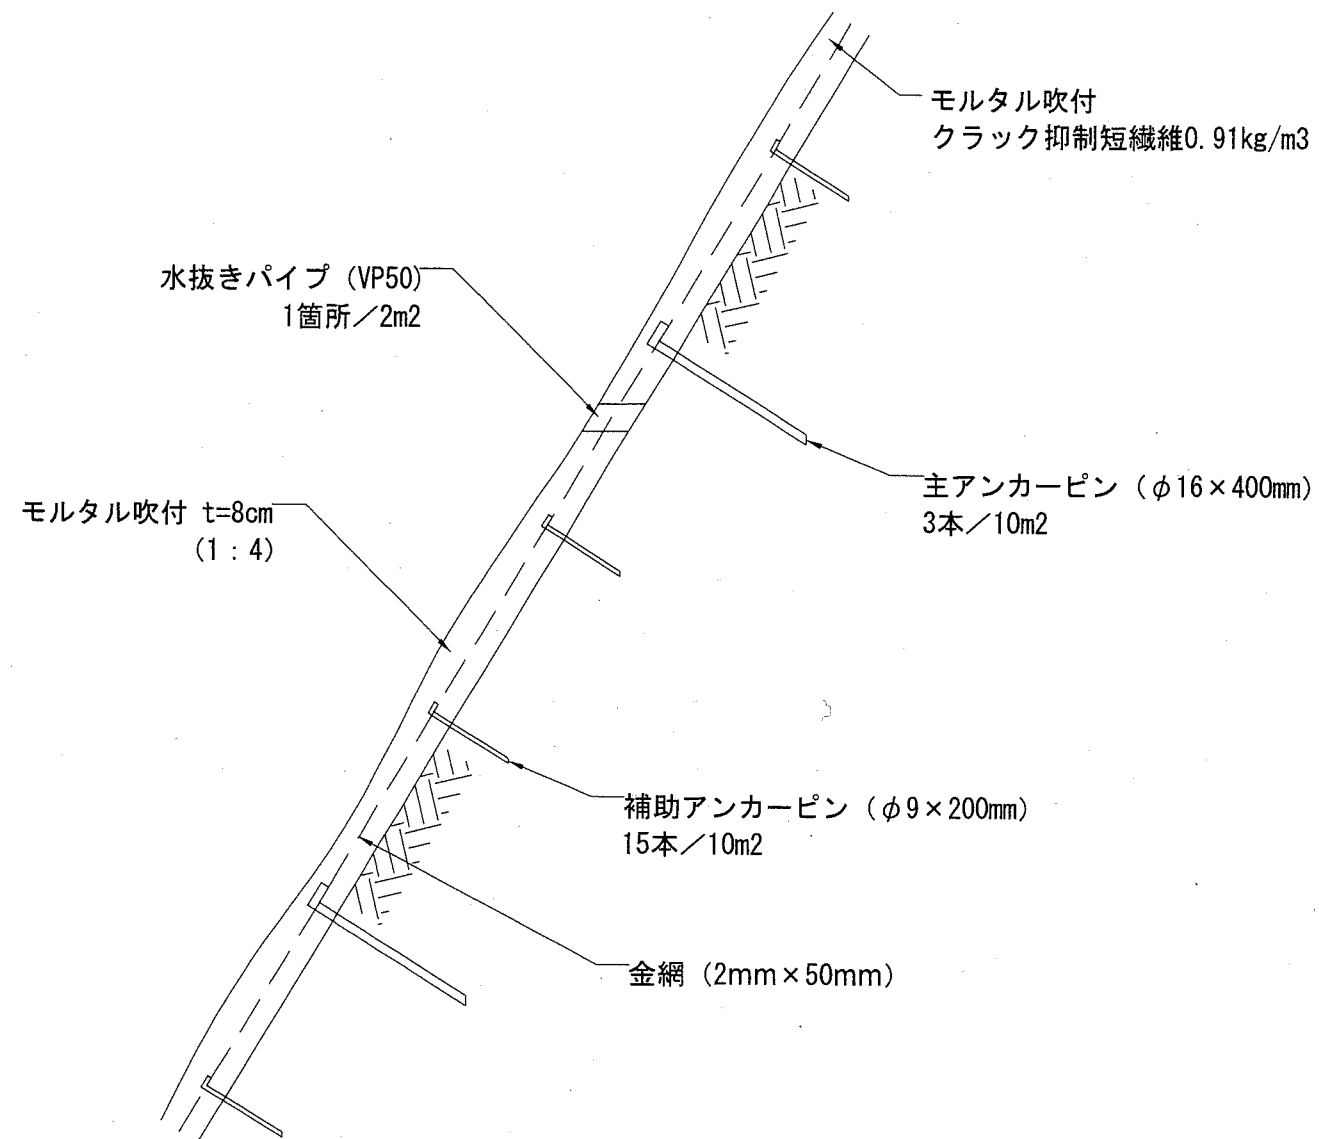 モルタル吹付
クラック抑制短繊維0.91kg/m3
水抜きパイプ（VP50）
1箇所／2m2
主アンカーピン（φ16×400mm）
3本／10m2
モルタル吹付 t=8cm
（1：4）
補助アンカーピン（φ9×200mm）
15本／10m2
金網（2mm×50mm）